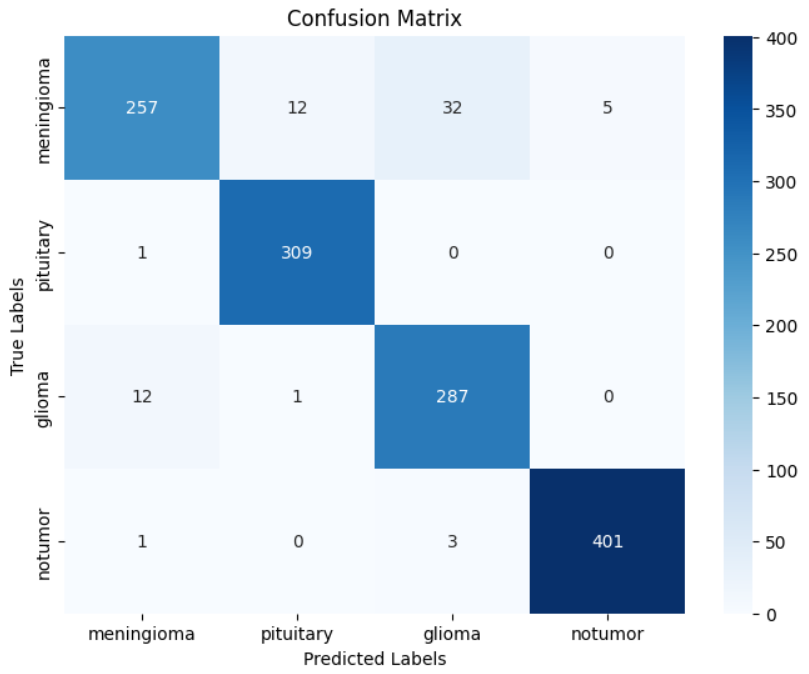 Confusion Matrix
True Labels
meningioma
257 12 32 5
pituitary
1 309 0 0
glioma
12 1 287 0
notumor
1 0 3 401
meningioma pituitary glioma notumor
Predicted Labels
400
350
300
250
200
150
100
50
0